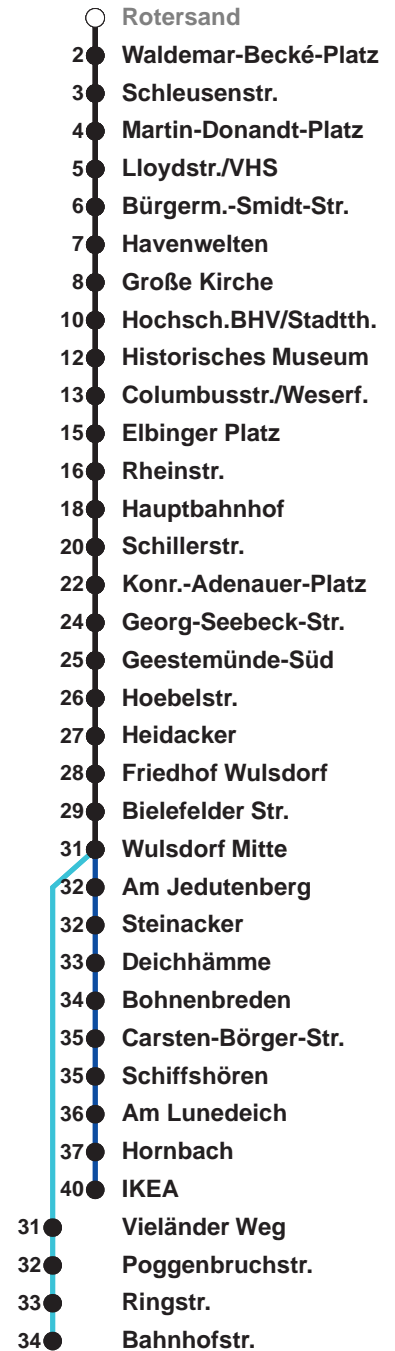 Rotersand
2 Waldemar-Becké-Platz
3 Schleusenstr.
4 Martin-Donandt-Platz
5 Lloydstr./VHS
6 Bürgerm.-Smidt-Str.
7 Havenwelten
8 Große Kirche
10 Hochsch.BHV/Stadtth.
12 Historisches Museum
13 Columbusstr./Weserf.
15 Elbinger Platz
16 Rheinstr.
18 Hauptbahnhof
20 Schillerstr.
22 Konr.-Adenauer-Platz
24 Georg-Seebeck-Str.
25 Geestemünde-Süd
26 Hoebelstr.
27 Heidacker
28 Friedhof Wulsdorf
29 Bielefelder Str.
31 Wulsdorf Mitte
32 Am Jedutenberg
32 Steinacker
33 Deichhämme
34 Bohnenbreden
35 Carsten-Börger-Str.
35 Schiffshören
36 Am Lunedeich
37 Hornbach
40 IKEA
31 Vieländer Weg
32 Poggenbruchstr.
33 Ringstr.
34 Bahnhofstr.